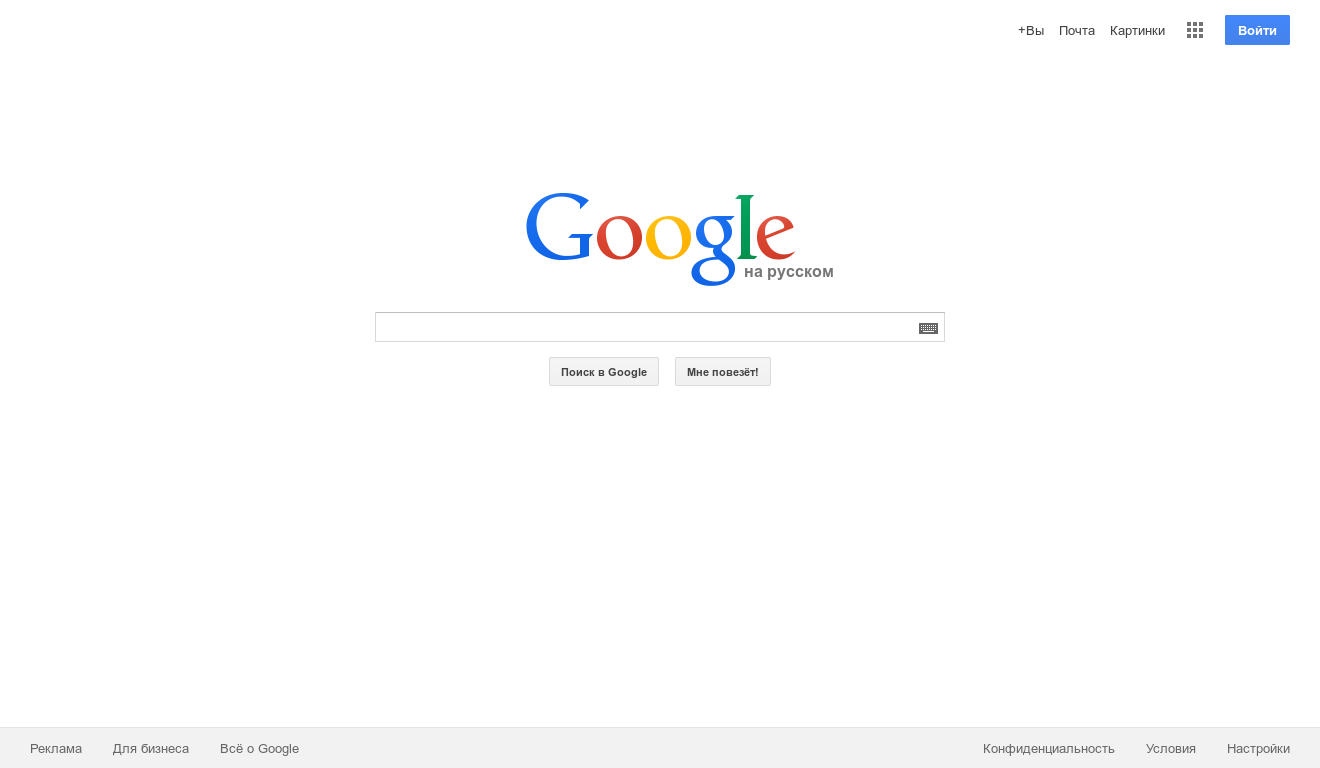 +Вы Почта Картинки Войти
Google
на русском
Поиск в Google Мне повезёт!
Реклама Для бизнеса Всё о Google Конфиденциальность Условия Настройки